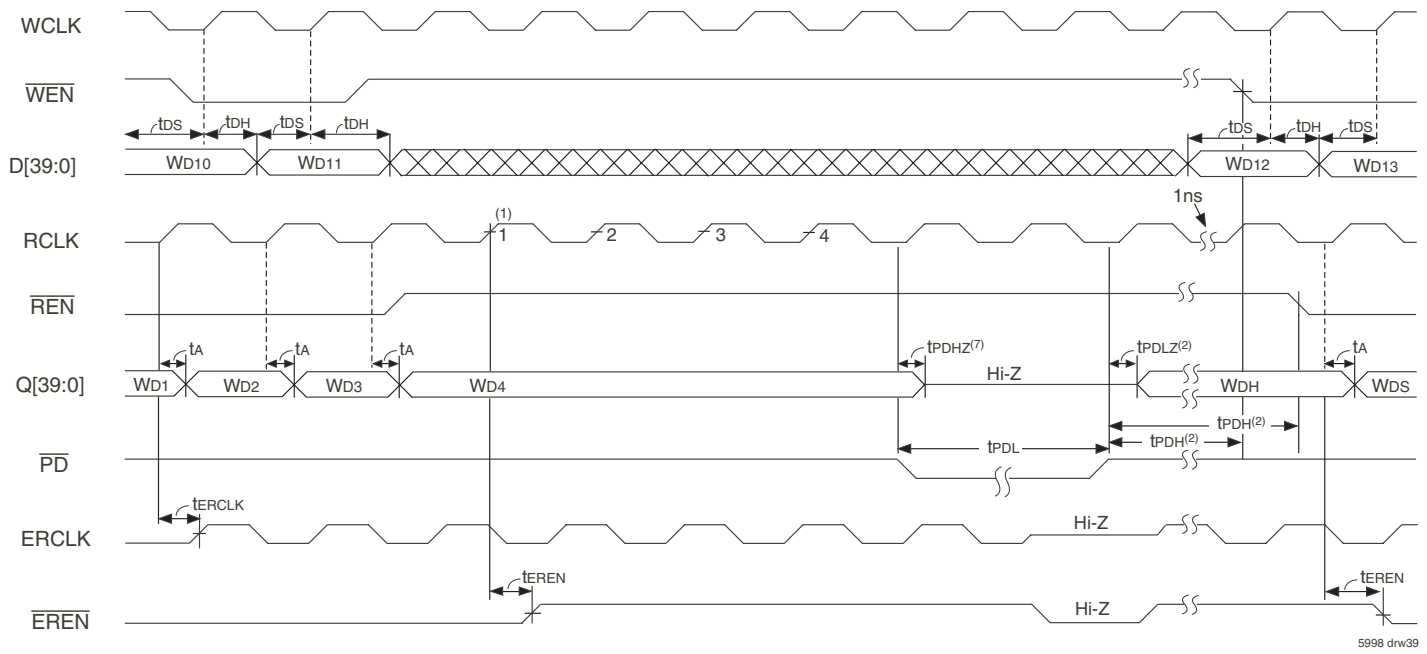 WCLK
WEN
tDS tDH tDS tDH tDS tDH tDS
D[39:0] WD10 WD11 WD12 WD13
1ns
(1)
RCLK 1 2 3 4
REN
tA tA tA tPDHZ(7) tPDLZ(2) tA
Q[39:0] WD1 WD2 WD3 WD4 Hi-Z WDH WDS
tPDH(2)
tPDL tPDH(2)
PD
tERCLK
ERCLK Hi-Z
tEREN tEREN
EREN Hi-Z
5998 drw39